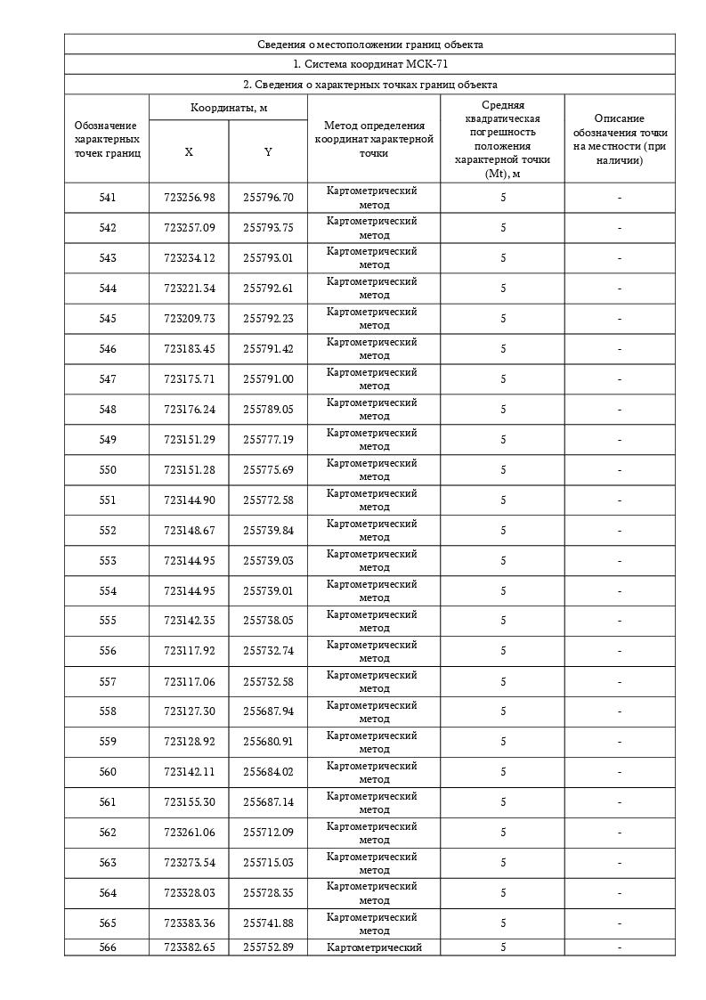 Сведения о местоположении границ объекта
1. Система координат МСК-71
2. Сведения о характерных точках границ объекта
Обозначение характерных точек границ
Координаты, м
X
Y
Метод определения координат характерной точки
Средняя квадратическая погрешность положения характерной точки (Mt), м
Описание обозначения точки на местности (при наличии)
541 723256.98 255796.70 Картометрический метод 5 -
542 723257.09 255793.75 Картометрический метод 5 -
543 723234.12 255793.01 Картометрический метод 5 -
544 723221.34 255792.61 Картометрический метод 5 -
545 723209.73 255792.23 Картометрический метод 5 -
546 723183.45 255791.42 Картометрический метод 5 -
547 723175.71 255791.00 Картометрический метод 5 -
548 723176.24 255789.05 Картометрический метод 5 -
549 723151.29 255777.19 Картометрический метод 5 -
550 723151.28 255775.69 Картометрический метод 5 -
551 723144.90 255772.58 Картометрический метод 5 -
552 723148.67 255739.84 Картометрический метод 5 -
553 723144.95 255739.03 Картометрический метод 5 -
554 723144.95 255739.01 Картометрический метод 5 -
555 723142.35 255738.05 Картометрический метод 5 -
556 723117.92 255732.74 Картометрический метод 5 -
557 723117.06 255732.58 Картометрический метод 5 -
558 723127.30 255687.94 Картометрический метод 5 -
559 723128.92 255680.91 Картометрический метод 5 -
560 723142.11 255684.02 Картометрический метод 5 -
561 723155.30 255687.14 Картометрический метод 5 -
562 723261.06 255712.09 Картометрический метод 5 -
563 723273.54 255715.03 Картометрический метод 5 -
564 723328.03 255728.35 Картометрический метод 5 -
565 723383.36 255741.88 Картометрический метод 5 -
566 723382.65 255752.89 Картометрический 5 -